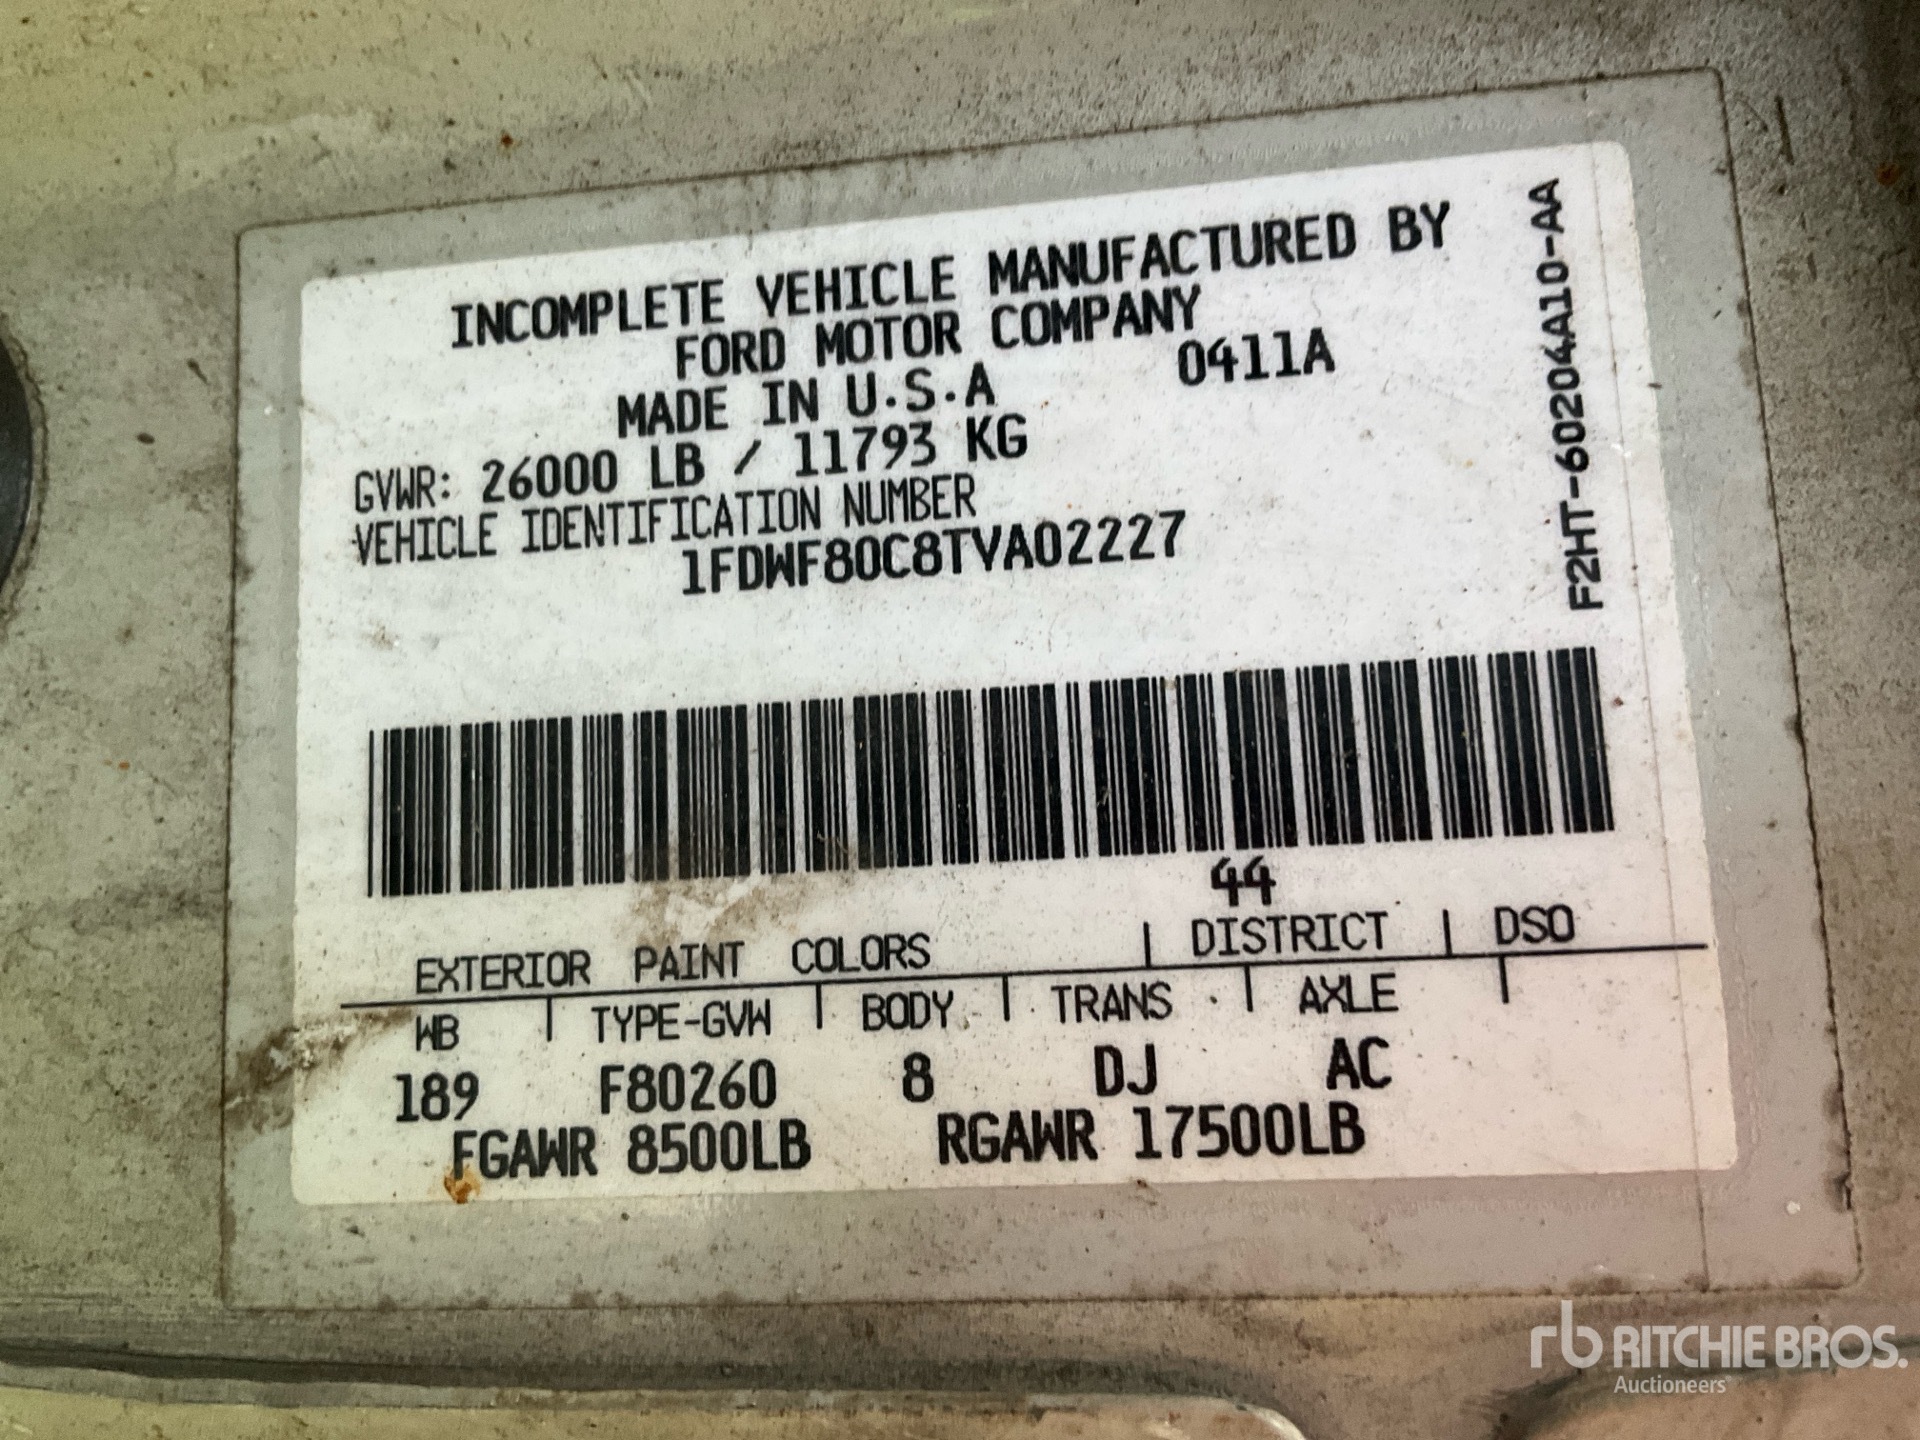 INCOMPLETE VEHICLE MANUFACTURED BY
FORD MOTOR COMPANY
MADE IN U.S.A 0411A
GVWR: 26000 LB / 11793 KG
VEHICLE IDENTIFICATION NUMBER
1FDWF80C8TVA02227
F2HT-60204A10-AA
44
EXTERIOR PAINT COLORS | DISTRICT | DSO
WB | TYPE-GVW | BODY | TRANS. | AXLE |
189 F80260 8 DJ AC
FGAWR 8500LB RGAWR 17500LB
rb RITCHIE BROS.
Auctioneers